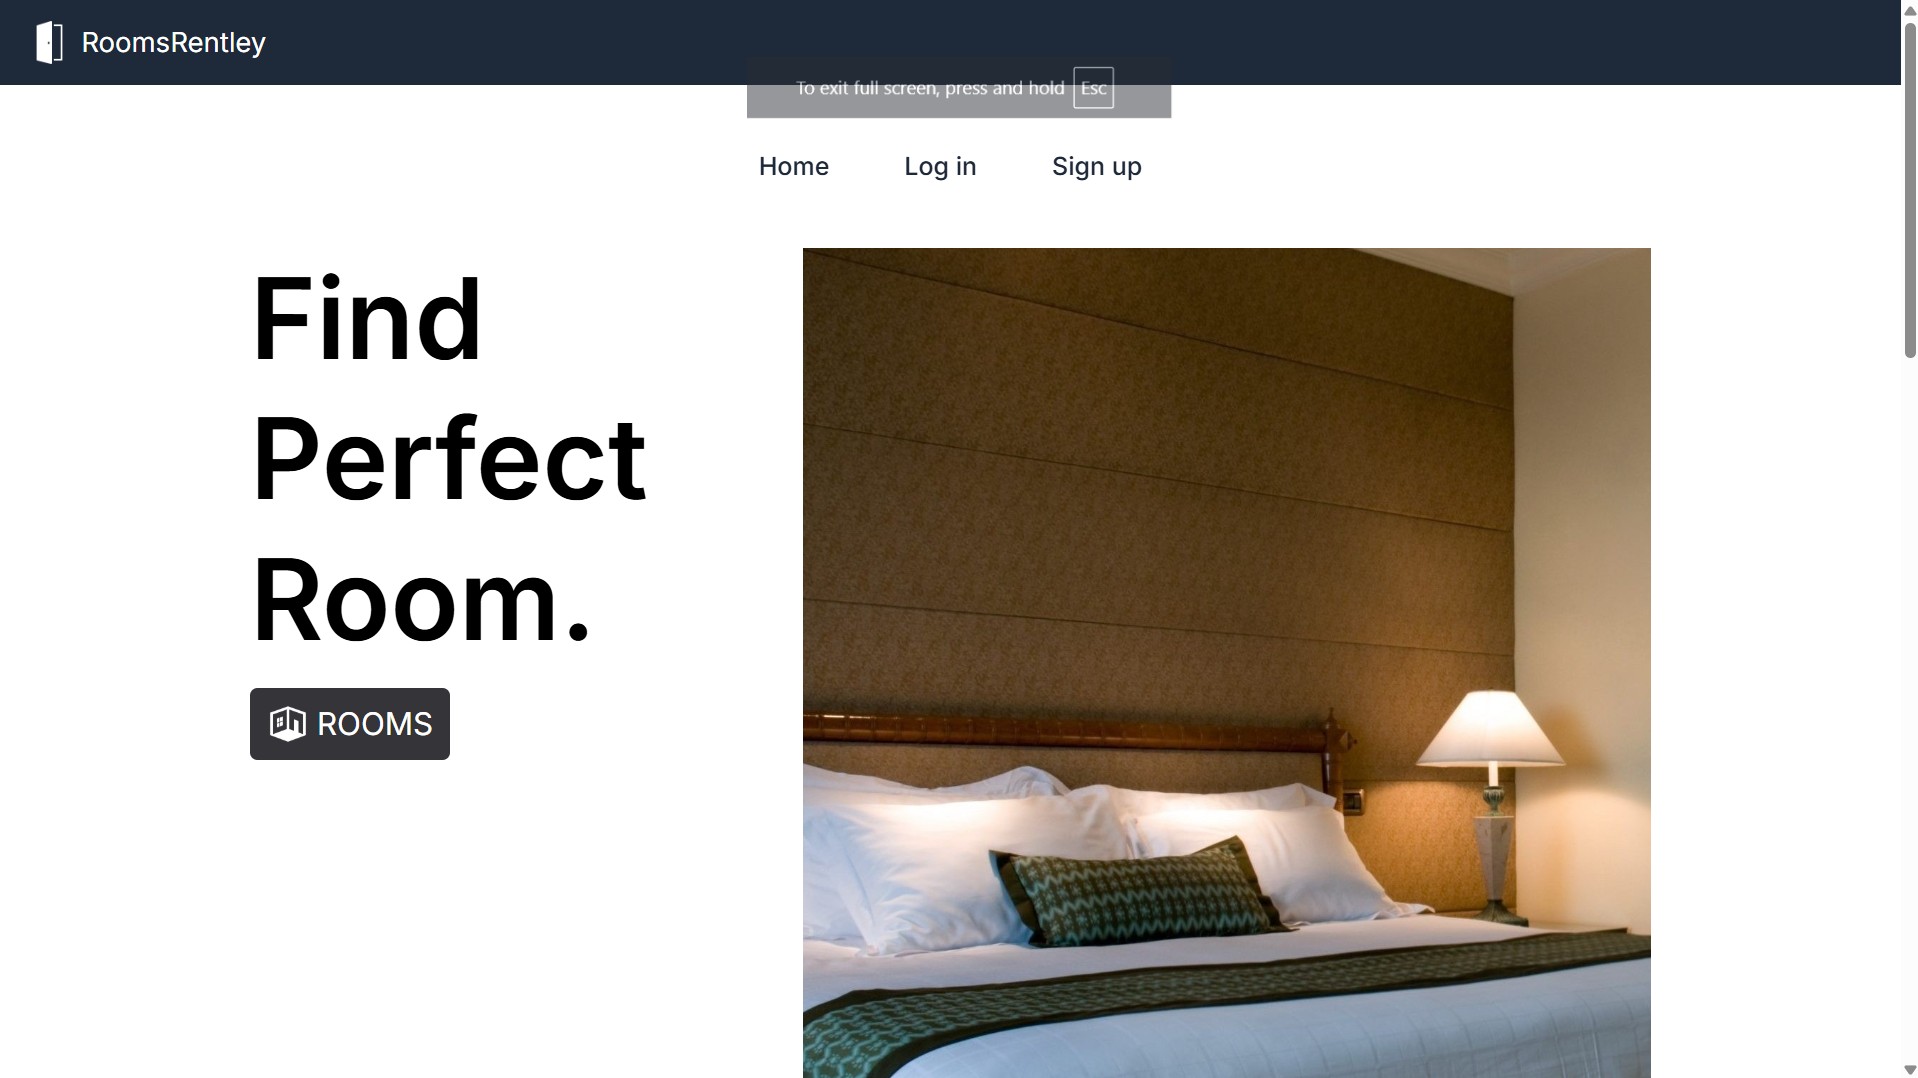 RoomsRentley
To exit full screen, press and hold Esc
Home Log in Sign up
Find
Perfect
Room.
ROOMS